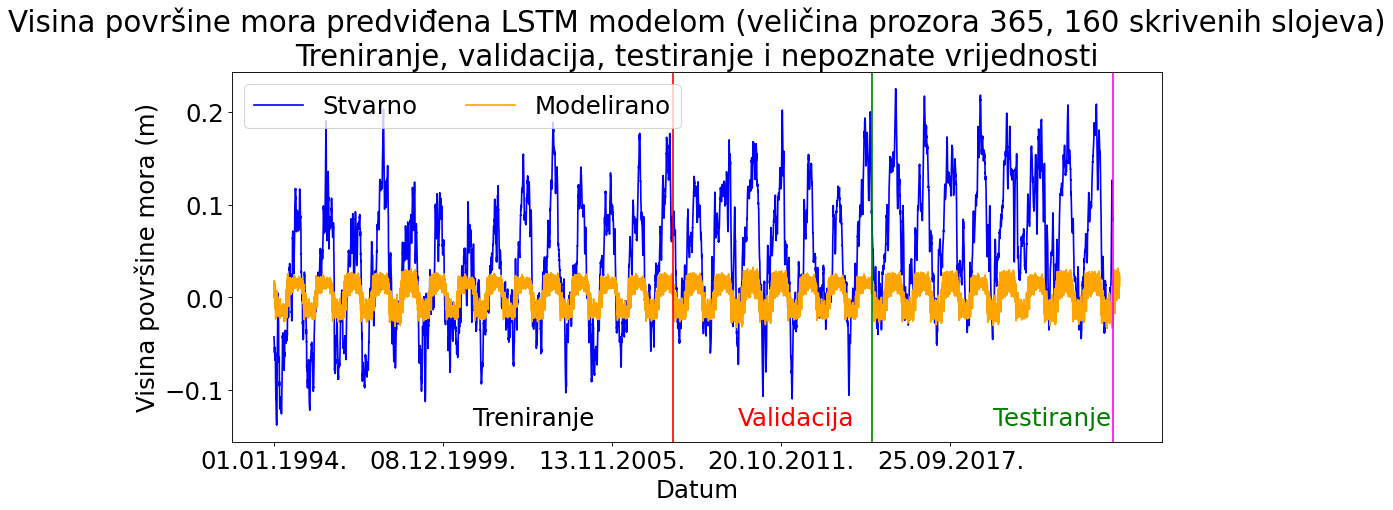 Visina površine mora predviđena LSTM modelom (veličina prozora 365, 160 skrivenih slojeva)
Treniranje, validacija, testiranje i nepoznate vrijednosti
Stvarno
Modelirano
Visina površine mora (m)
0.2
0.1
0.0
−0.1
Treniranje
Validacija
Testiranje
01.01.1994.
08.12.1999.
13.11.2005.
20.10.2011.
25.09.2017.
Datum